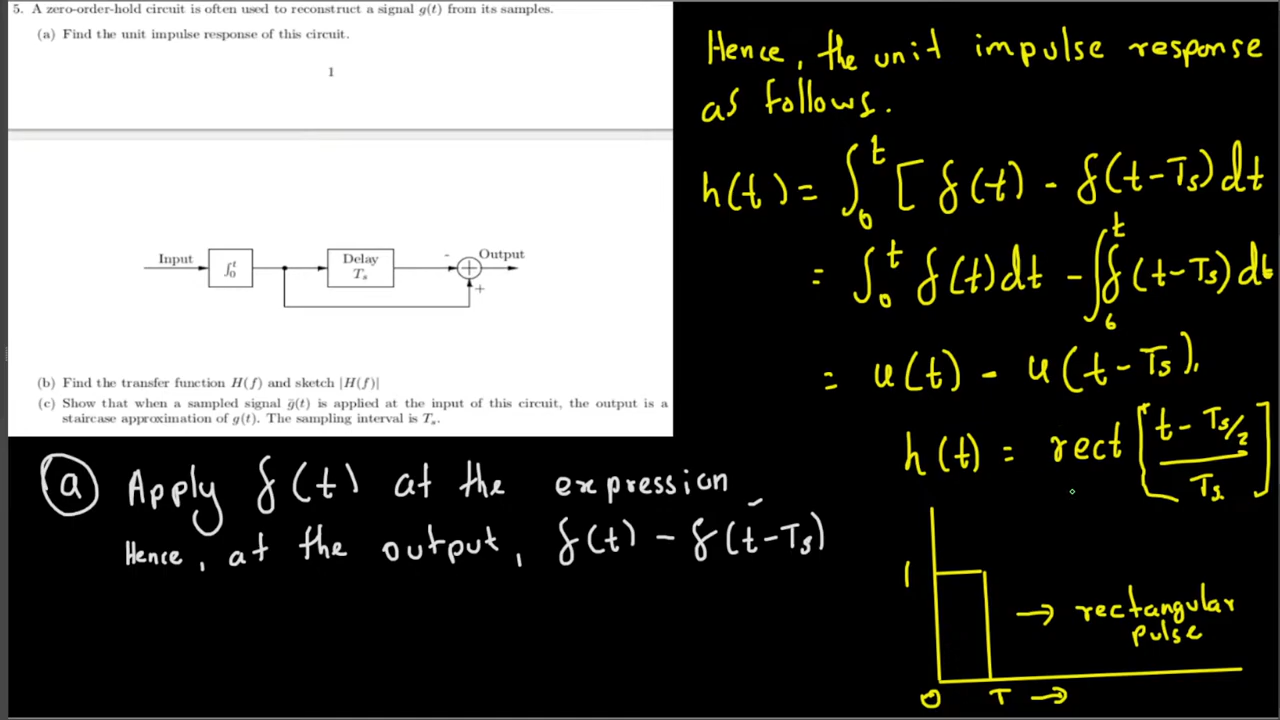 5. A zero-order-hold circuit is often used to reconstruct a signal g(t) from its samples.
(a) Find the unit impulse response of this circuit.
1
Input
∫₀ᵗ
Delay
Tₛ
-
+
Output
(b) Find the transfer function H(f) and sketch |H(f)|
(c) Show that when a sampled signal ḡ(t) is applied at the input of this circuit, the output is a
staircase approximation of g(t). The sampling interval is Tₛ.
(a) Apply δ(t) at the expression
Hence, at the output, δ(t) - δ(t-Tₛ)
Hence, the unit impulse response
as follows.
h(t) = ∫₀ᵗ [ δ(t) - δ(t-Tₛ) dt
= ∫₀ᵗ δ(t)dt - ∫₀ᵗ δ(t-Tₛ) dt
= u(t) - u(t-Tₛ).
h(t) = rect [ (t - Tₛ/2) / Tₛ ]
1
→ rectangular
pulse
0 T →